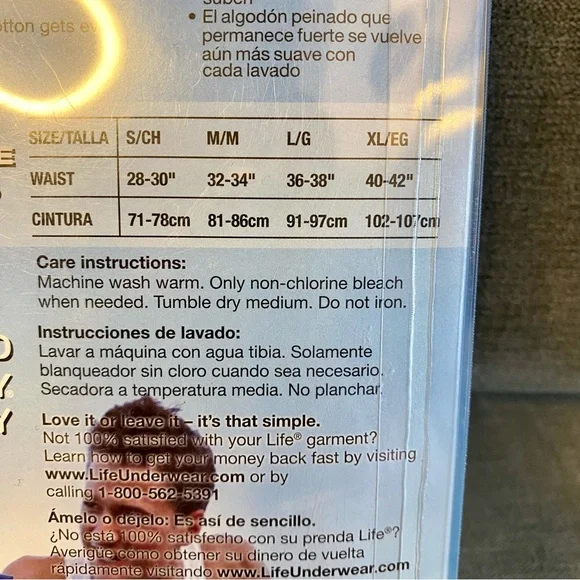 otton gets ev
suben
• El algodón peinado que
permanece fuerte se vuelve
aún más suave con
cada lavado
SIZE/TALLA S/CH M/M L/G XL/EG
WAIST 28-30" 32-34" 36-38" 40-42"
CINTURA 71-78cm 81-86cm 91-97cm 102-107cm
Care instructions:
Machine wash warm. Only non-chlorine bleach
when needed. Tumble dry medium. Do not iron.
Instrucciones de lavado:
Lavar a máquina con agua tibia. Solamente
blanqueador sin cloro cuando sea necesario.
Secadora a temperatura media. No planchar.
Love it or leave it – it's that simple.
Not 100% satisfied with your Life® garment?
Learn how to get your money back fast by visiting
www.LifeUnderwear.com or by
calling 1-800-562-5391
Ámelo o déjelo: Es así de sencillo.
¿No está 100% satisfecho con su prenda Life®?
Averigüe cómo obtener su dinero de vuelta
rápidamente visitando www.LifeUnderwear.com